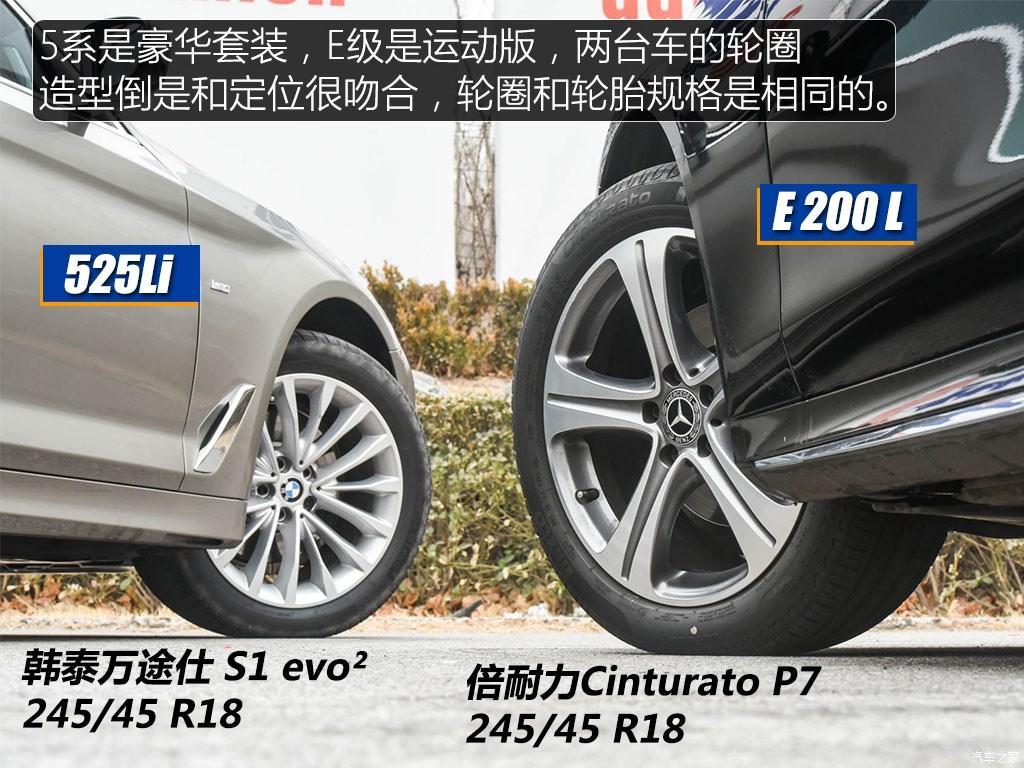 5系是豪华套装，E级是运动版，两台车的轮圈
造型倒是和定位很吻合，轮圈和轮胎规格是相同的。
E 200 L
525Li
Cinturato
MERCEDES
BENZ
韩泰万途仕 S1 evo²
245/45 R18
倍耐力Cinturato P7
245/45 R18
汽车之家